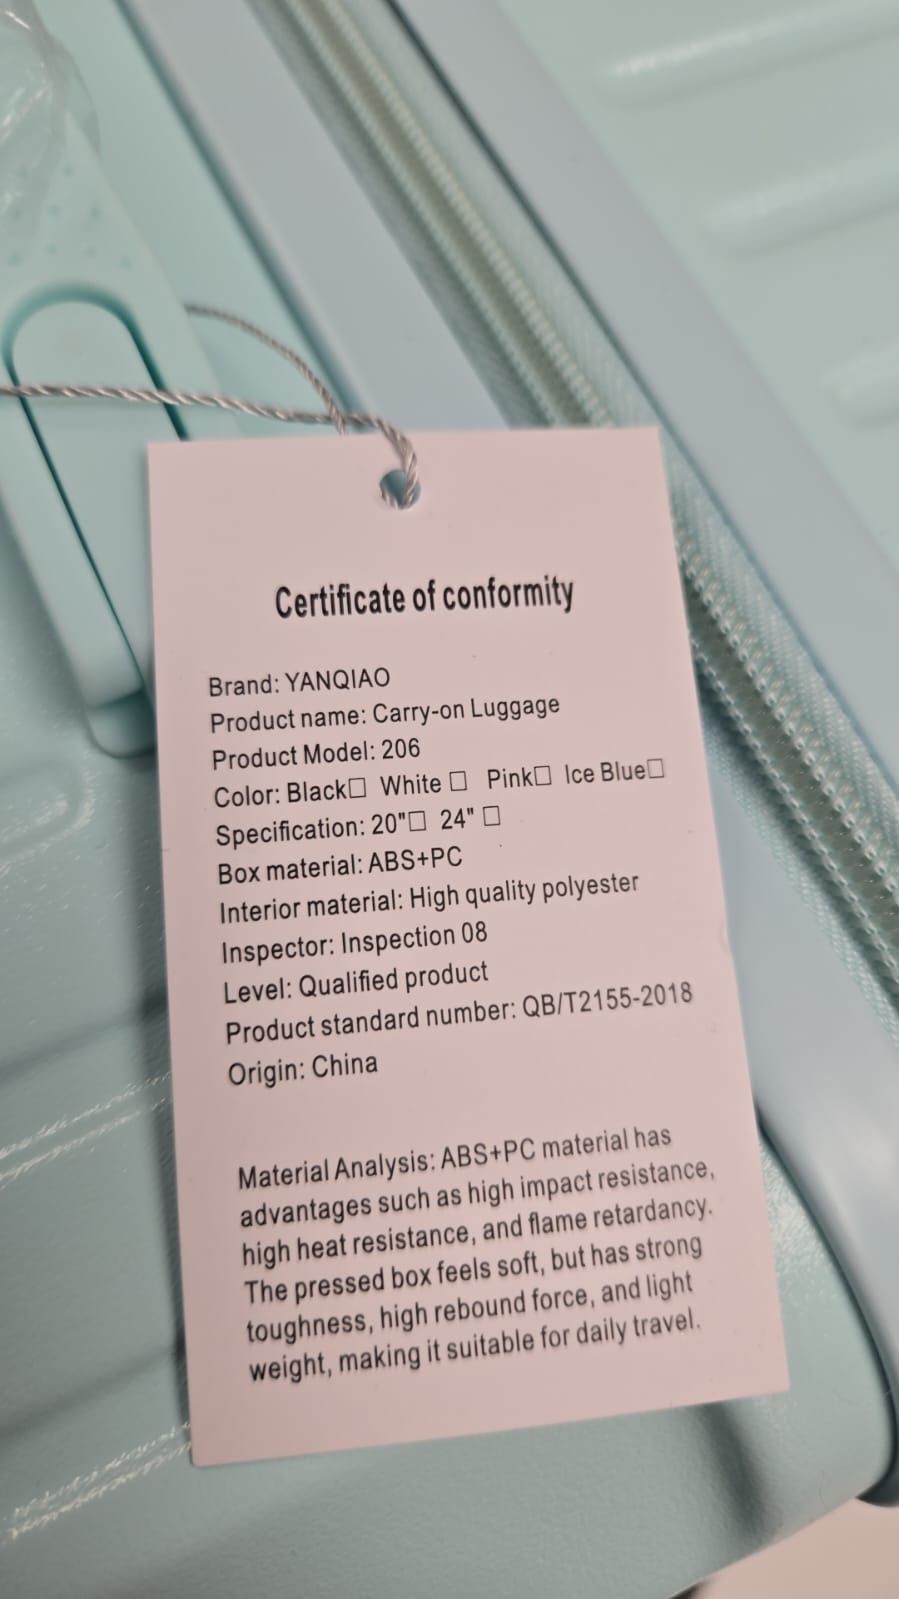 Certificate of conformity
Brand: YANQIAO
Product name: Carry-on Luggage
Product Model: 206
Color: Black□ White □ Pink□ Ice Blue□
Specification: 20"□ 24" □
Box material: ABS+PC
Interior material: High quality polyester
Inspector: Inspection 08
Level: Qualified product
Product standard number: QB/T2155-2018
Origin: China
Material Analysis: ABS+PC material has
advantages such as high impact resistance,
high heat resistance, and flame retardancy.
The pressed box feels soft, but has strong
toughness, high rebound force, and light
weight, making it suitable for daily travel.